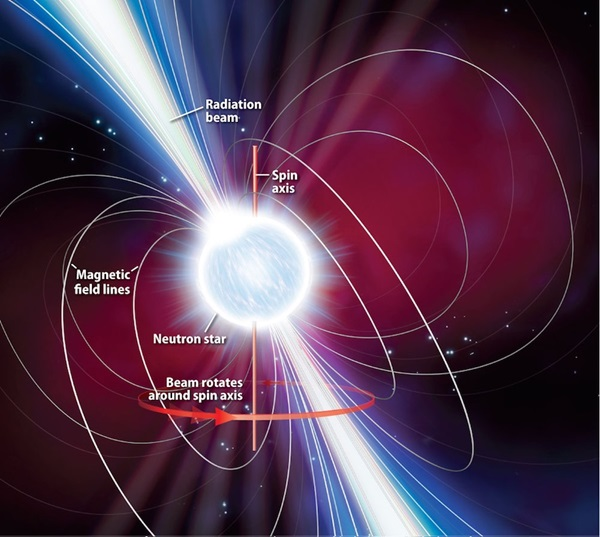 Radiation
beam
Spin
axis
Magnetic
field lines
Neutron star
Beam rotates
around spin axis